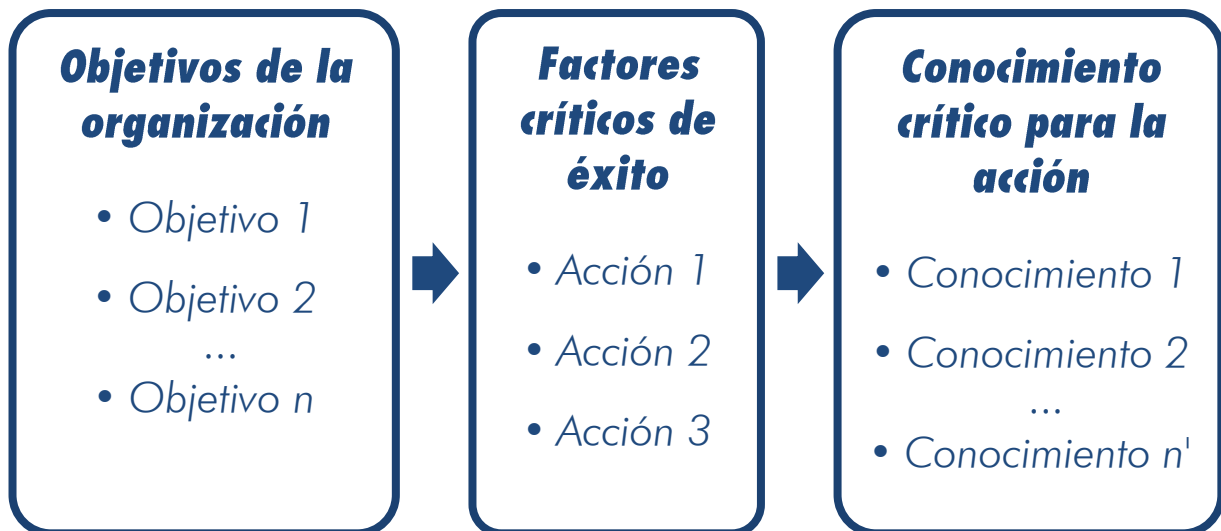 Objetivos de la
organización
• Objetivo 1
• Objetivo 2
...
• Objetivo n
Factores
críticos de
éxito
• Acción 1
• Acción 2
• Acción 3
Conocimiento
crítico para la
acción
• Conocimiento 1
• Conocimiento 2
...
• Conocimiento n'